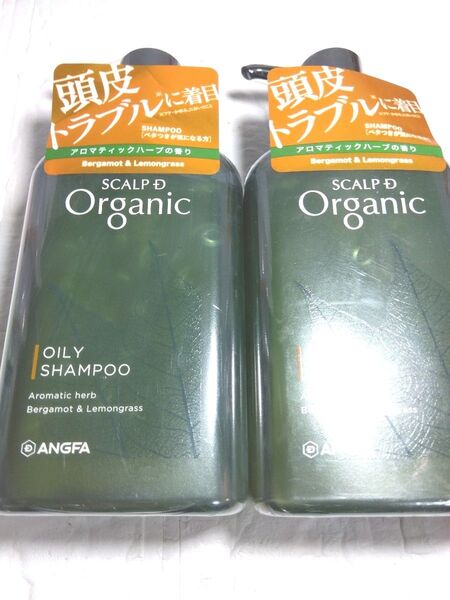 頭皮
トラブルに着目
SHAMPOO
[ベタつきが気になる方]
アロマティックハーブの香り
Bergamot & Lemongrass
SCALP D
Organic
OILY
SHAMPOO
Aromatic herb
Bergamot & Lemongrass
ANGFA
頭皮
トラブルに着目
SHAMPOO
アロマティックハーブの香り
Bergamot & Lemongrass
SCALP D
Organic
Lemongrass
ANGFA